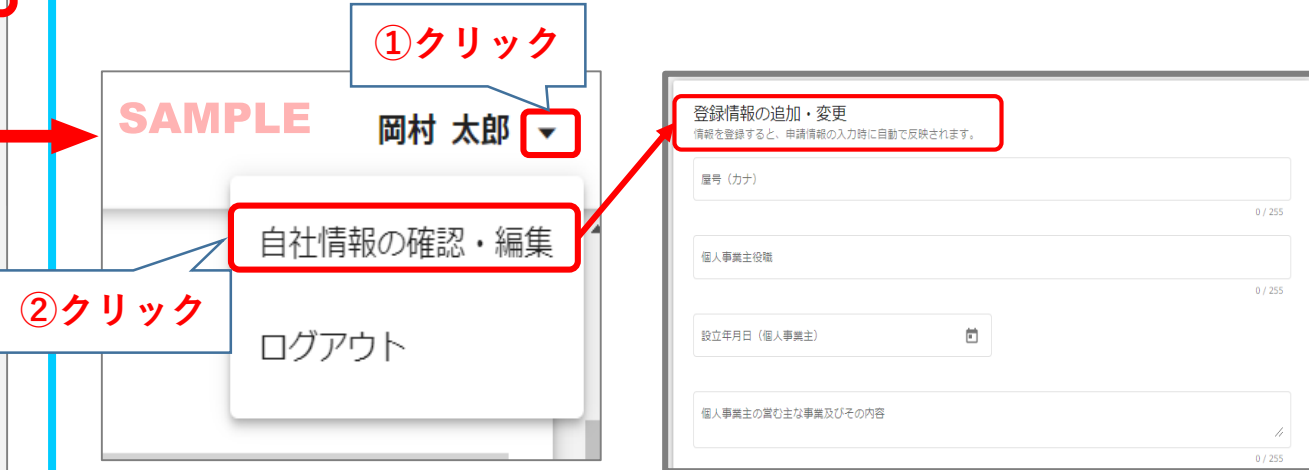 ①クリック
SAMPLE
岡村 太郎
自社情報の確認・編集
②クリック
ログアウト
登録情報の追加・変更
情報を登録すると、申請情報の入力時に自動で反映されます。
屋号（カナ）
0 / 255
個人事業主役職
0 / 255
設立年月日（個人事業主）
個人事業主の営む主な事業及びその内容
0 / 255